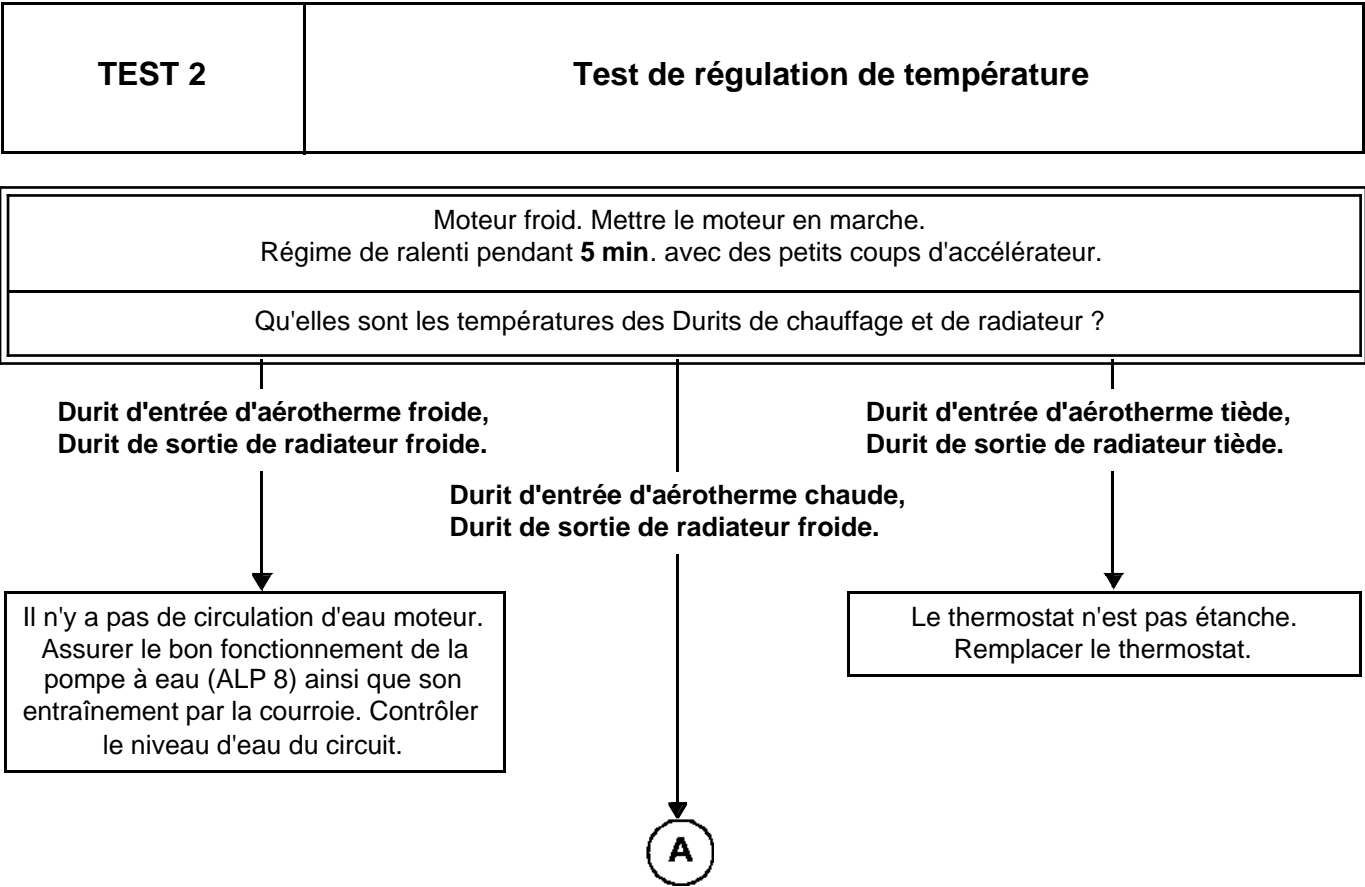 TEST 2
Test de régulation de température
Moteur froid. Mettre le moteur en marche.
Régime de ralenti pendant 5 min. avec des petits coups d'accélérateur.
Qu'elles sont les températures des Durits de chauffage et de radiateur ?
Durit d'entrée d'aérotherme froide,
Durit de sortie de radiateur froide.
Durit d'entrée d'aérotherme chaude,
Durit de sortie de radiateur froide.
Durit d'entrée d'aérotherme tiède,
Durit de sortie de radiateur tiède.
Il n'y a pas de circulation d'eau moteur.
Assurer le bon fonctionnement de la
pompe à eau (ALP 8) ainsi que son
entraînement par la courroie. Contrôler
le niveau d'eau du circuit.
Le thermostat n'est pas étanche.
Remplacer le thermostat.
A